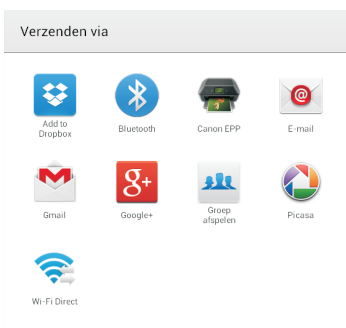 Verzenden via
Add to
Dropbox
Bluetooth
Canon EPP
E-mail
Gmail
Google+
Groep
afspelen
Picasa
Wi-Fi Direct